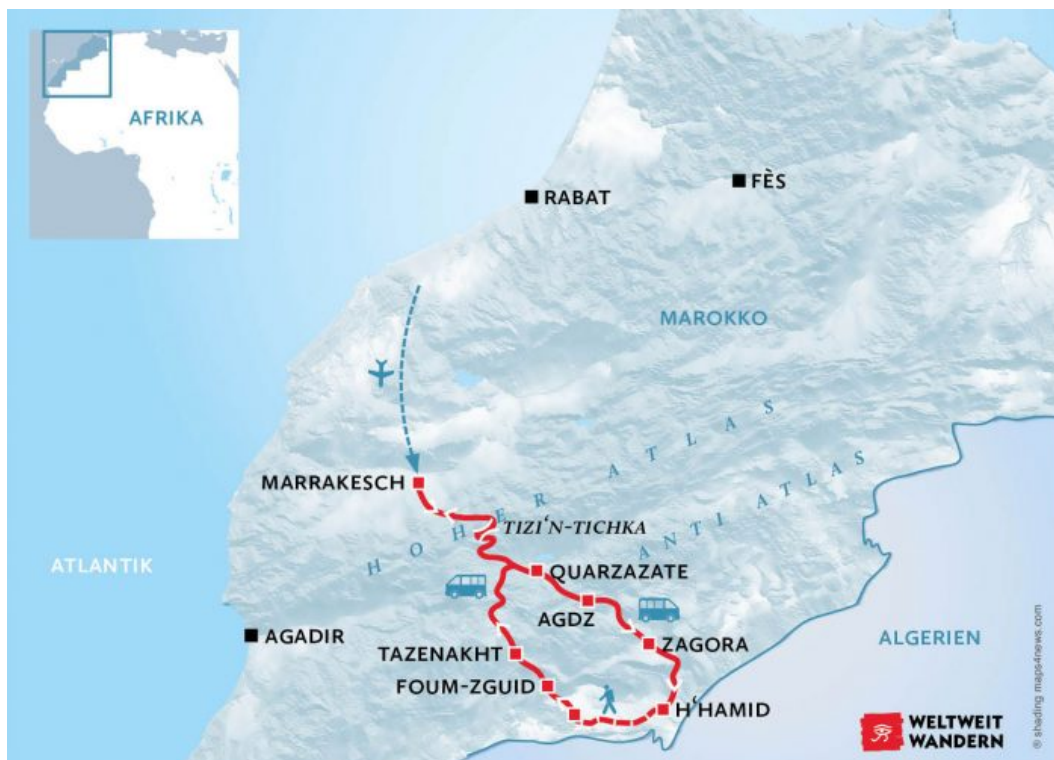 AFRIKA
RABAT
FÈS
MAROKKO
MARRAKESCH
HOHER ATLAS
TIZI‘N-TICHKA
ANTI ATLAS
ATLANTIK
QUARZAZATE
AGDZ
AGADIR
ZAGORA
ALGERIEN
TAZENAKHT
FOUM-ZGUID
H‘HAMID
WELTWEIT
WANDERN
© shading maps4news.com